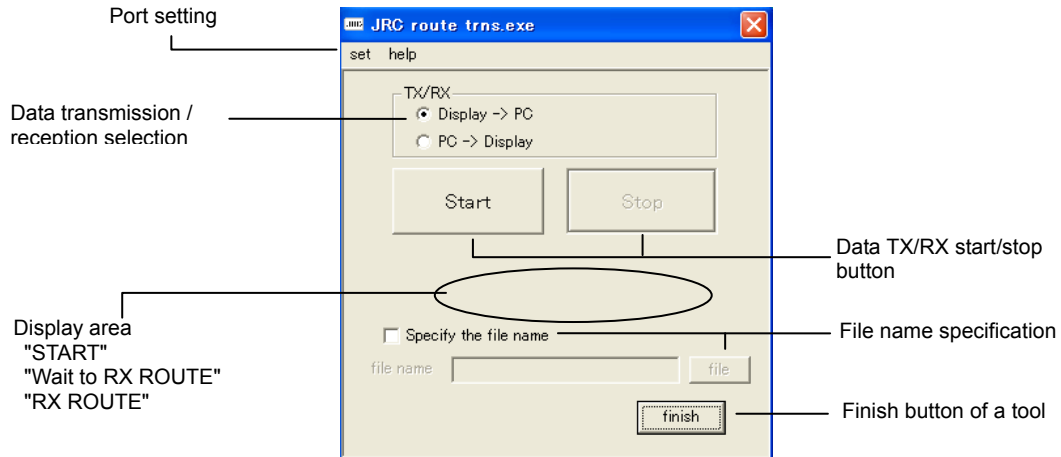 Port setting
JRC route trns.exe
set help
Data transmission /
reception selection
TX/RX
Display -> PC
PC -> Display
Start
Stop
Data TX/RX start/stop
button
Display area
"START"
"Wait to RX ROUTE"
"RX ROUTE"
Specify the file name
File name specification
file name
file
finish
Finish button of a tool